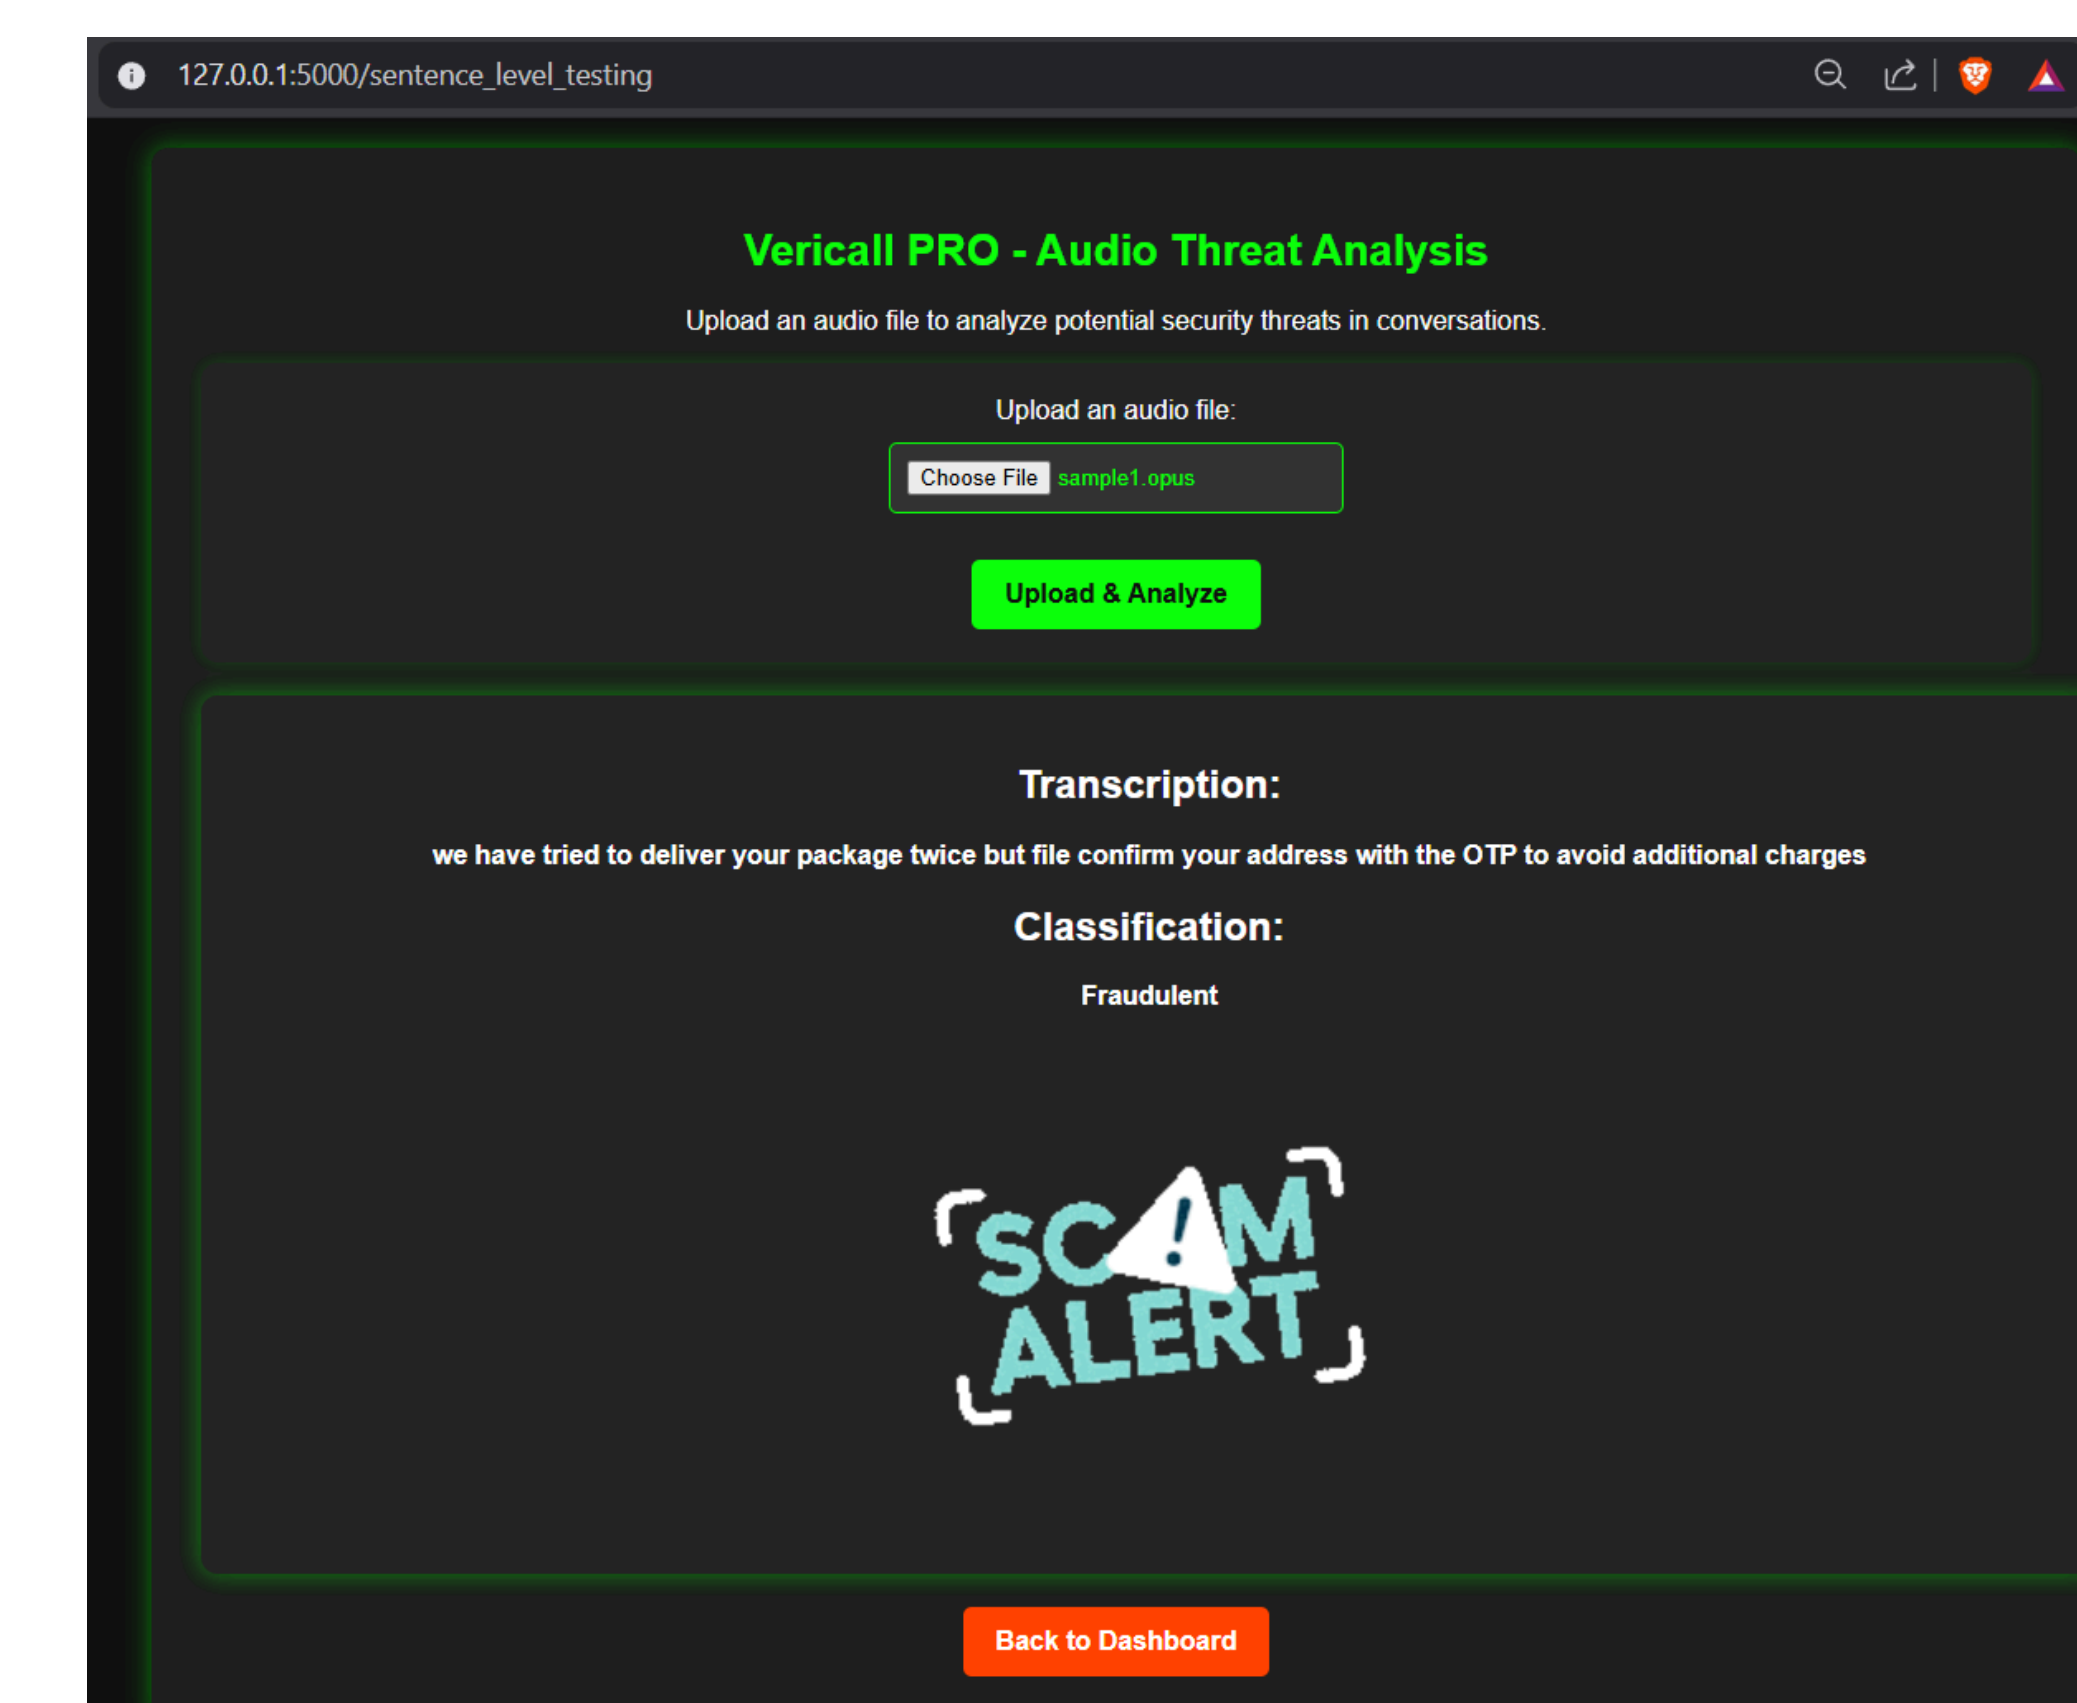 127.0.0.1:5000/sentence_level_testing
Vericall PRO - Audio Threat Analysis
Upload an audio file to analyze potential security threats in conversations.
Upload an audio file:
Choose File sample1.opus
Upload & Analyze
Transcription:
we have tried to deliver your package twice but file confirm your address with the OTP to avoid additional charges
Classification:
Fraudulent
SCAM
ALERT
Back to Dashboard